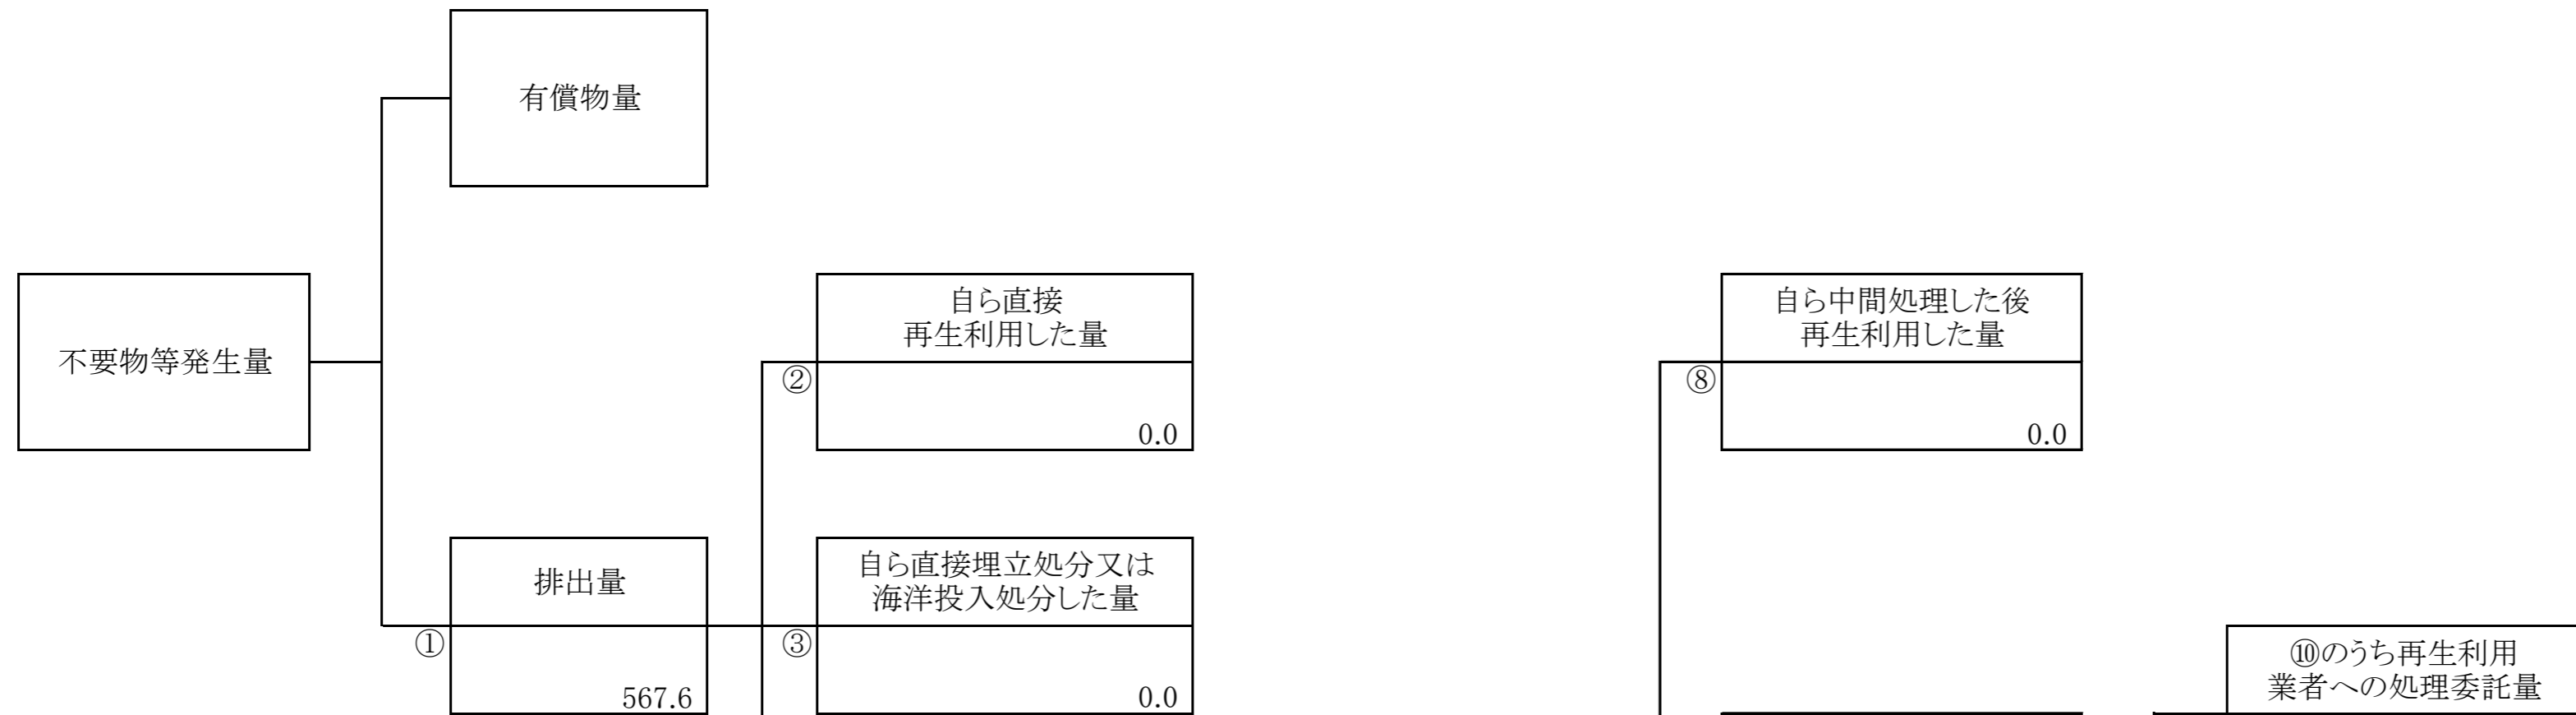 有償物量
不要物等発生量
自ら直接
再生利用した量
②
0.0
自ら中間処理した後
再生利用した量
⑧
0.0
排出量
①
567.6
自ら直接埋立処分又は
海洋投入処分した量
③
0.0
⑩のうち再生利用
業者への処理委託量